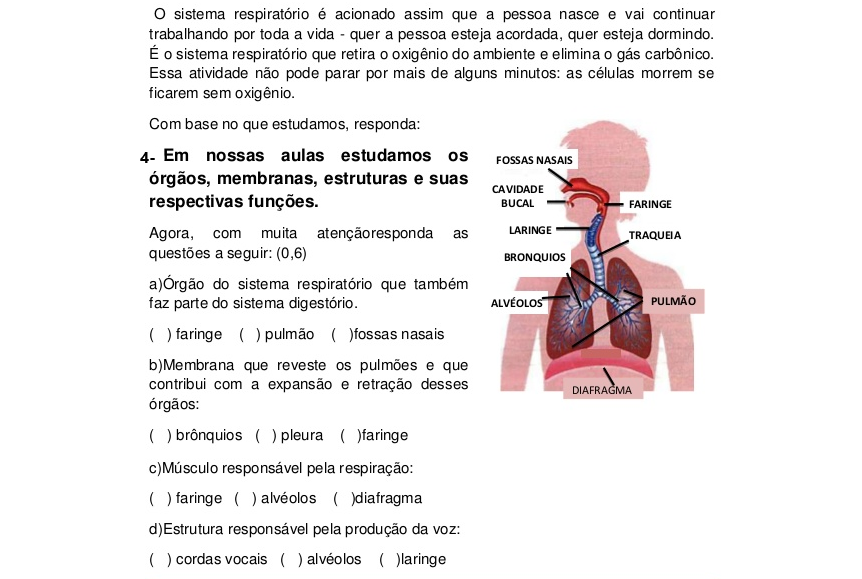 O sistema respiratório é acionado assim que a pessoa nasce e vai continuar
trabalhando por toda a vida - quer a pessoa esteja acordada, quer esteja dormindo.
É o sistema respiratório que retira o oxigênio do ambiente e elimina o gás carbônico.
Essa atividade não pode parar por mais de alguns minutos: as células morrem se
ficarem sem oxigênio.
Com base no que estudamos, responda:
4- Em nossas aulas estudamos os
órgãos, membranas, estruturas e suas
respectivas funções.
Agora, com muita atençãoresponda as
questões a seguir: (0,6)
a)Órgão do sistema respiratório que também
faz parte do sistema digestório.
( ) faringe ( ) pulmão ( )fossas nasais
b)Membrana que reveste os pulmões e que
contribui com a expansão e retração desses
órgãos:
( ) brônquios ( ) pleura ( )faringe
c)Músculo responsável pela respiração:
( ) faringe ( ) alvéolos ( )diafragma
d)Estrutura responsável pela produção da voz:
( ) cordas vocais ( ) alvéolos ( )laringe
FOSSAS NASAIS
CAVIDADE
BUCAL
FARINGE
LARINGE
TRAQUEIA
BRONQUIOS
ALVÉOLOS
PULMÃO
DIAFRAGMA